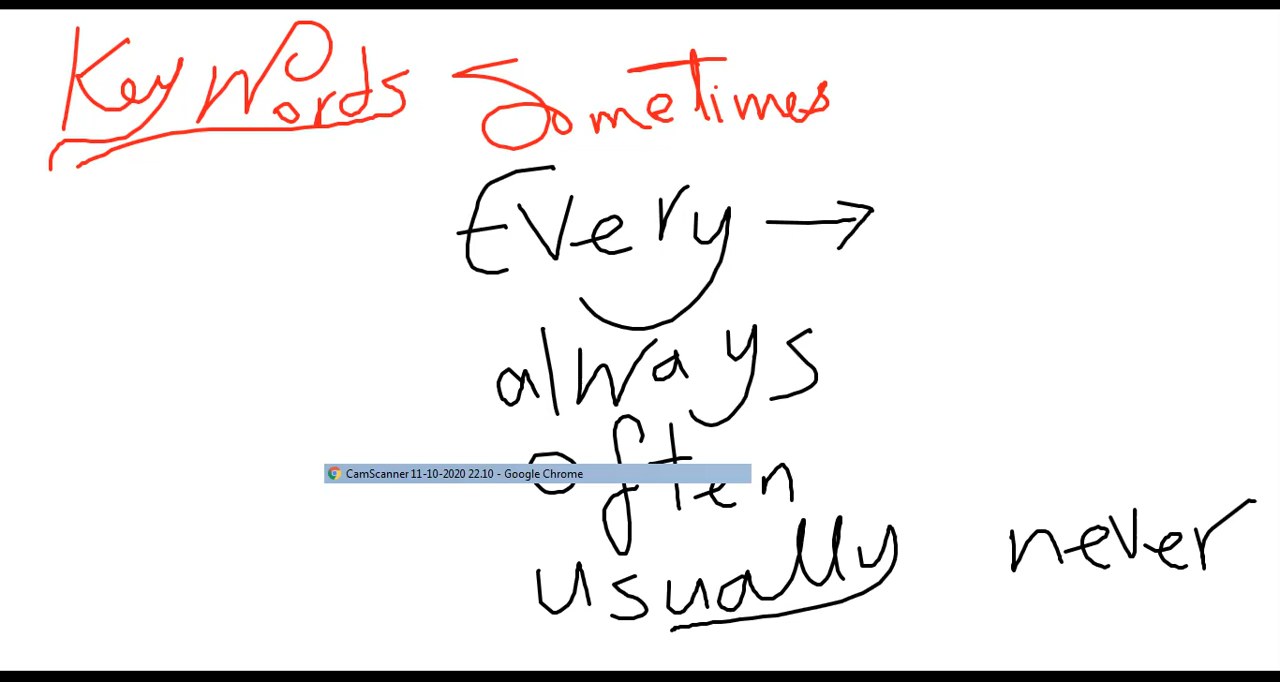 Key Words Sometimes
Every →
always
often
CamScanner 11-10-2020 22.10 - Google Chrome
usually never